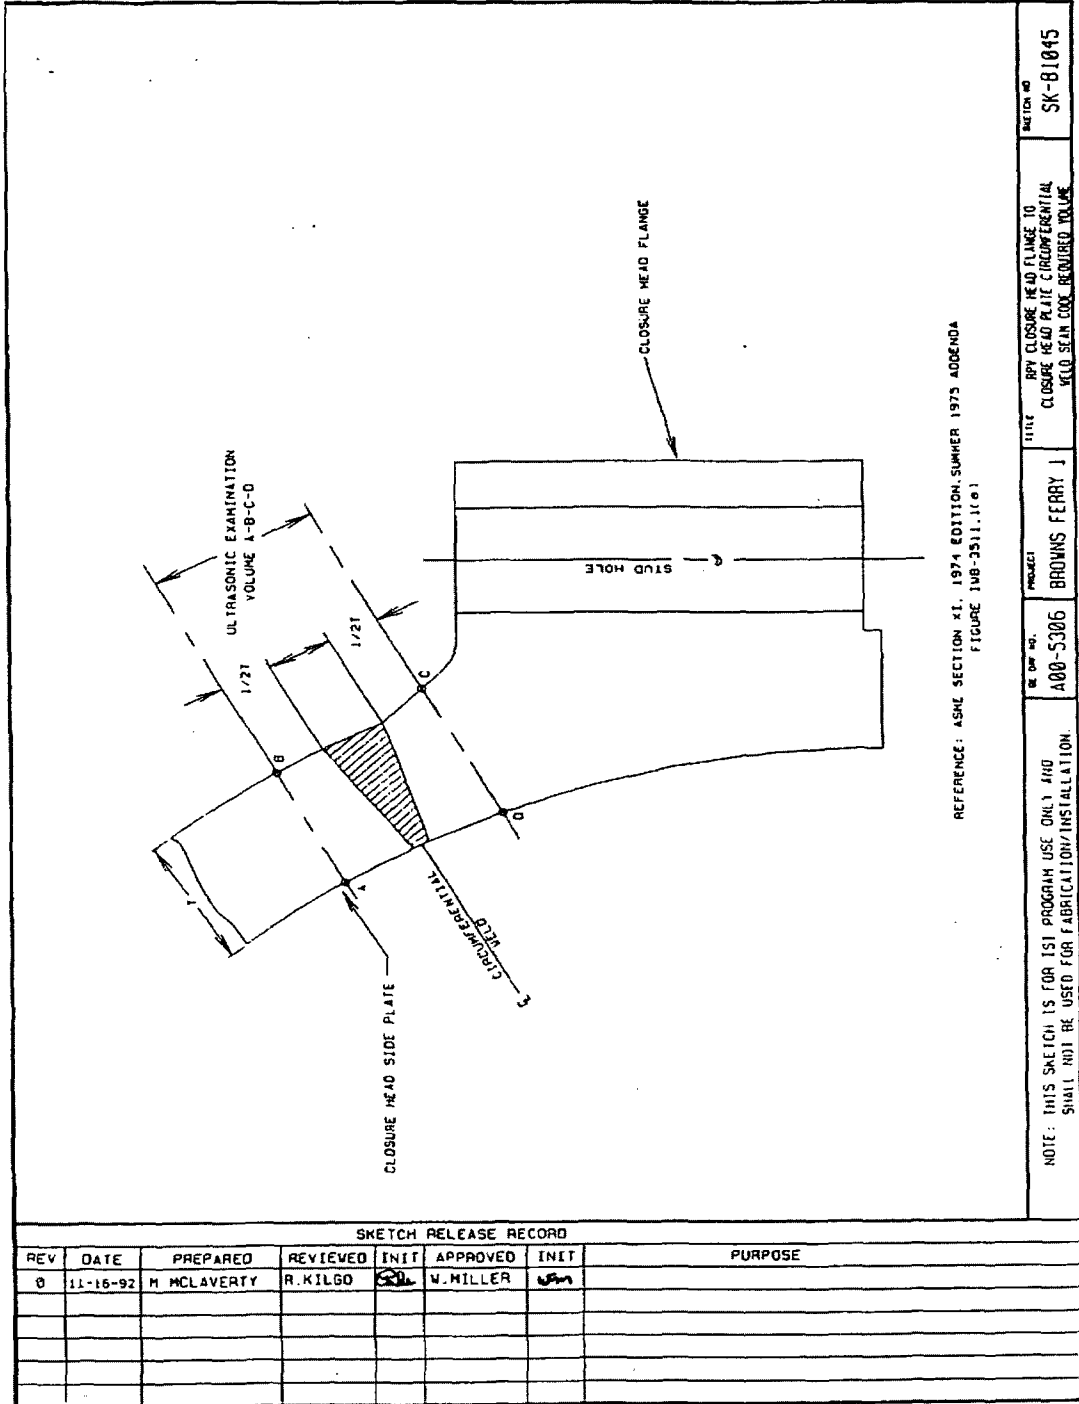 ULTRASONIC EXAMINATION
VOLUME A-B-C-D
1/2T
1/2T
T
B
A
C
D
CLOSURE HEAD SIDE PLATE
CIRCUMFERENTIAL
WELD
STUD HOLE
CLOSURE HEAD FLANGE
REFERENCE: ASME SECTION XI, 1974 EDITION, SUMMER 1975 ADDENDA
FIGURE IWB-3511.1(a)
NOTE: THIS SKETCH IS FOR ISI PROGRAM USE ONLY AND
SHALL NOT BE USED FOR FABRICATION/INSTALLATION.
A00-5306
PROJECT
BROWNS FERRY 1
TITLE
RPV CLOSURE HEAD FLANGE TO
CLOSURE HEAD PLATE CIRCUMFERENTIAL
WELD SEAM CODE REQUIRED VOLUME
SKETCH NO
SK-B1045
SKETCH RELEASE RECORD
REV DATE PREPARED REVIEWED INIT APPROVED INIT PURPOSE
0 11-16-92 M MCLAVERTY R.KILGO W.MILLER